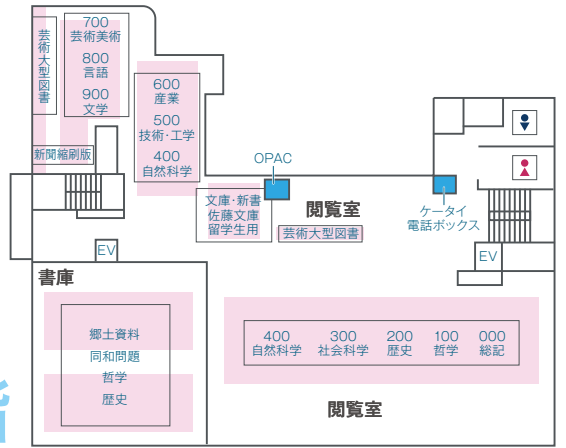 芸術大型図書
700
芸術美術
800
言語
900
文学
新聞縮刷版
600
産業
500
技術・工学
400
自然科学
OPAC
文庫・新書
佐藤文庫
留学生用
閲覧室
芸術大型図書
ケータイ
電話ボックス
EV
EV
書庫
郷土資料
同和問題
哲学
歴史
400
自然科学
300
社会科学
200
歴史
100
哲学
000
総記
閲覧室